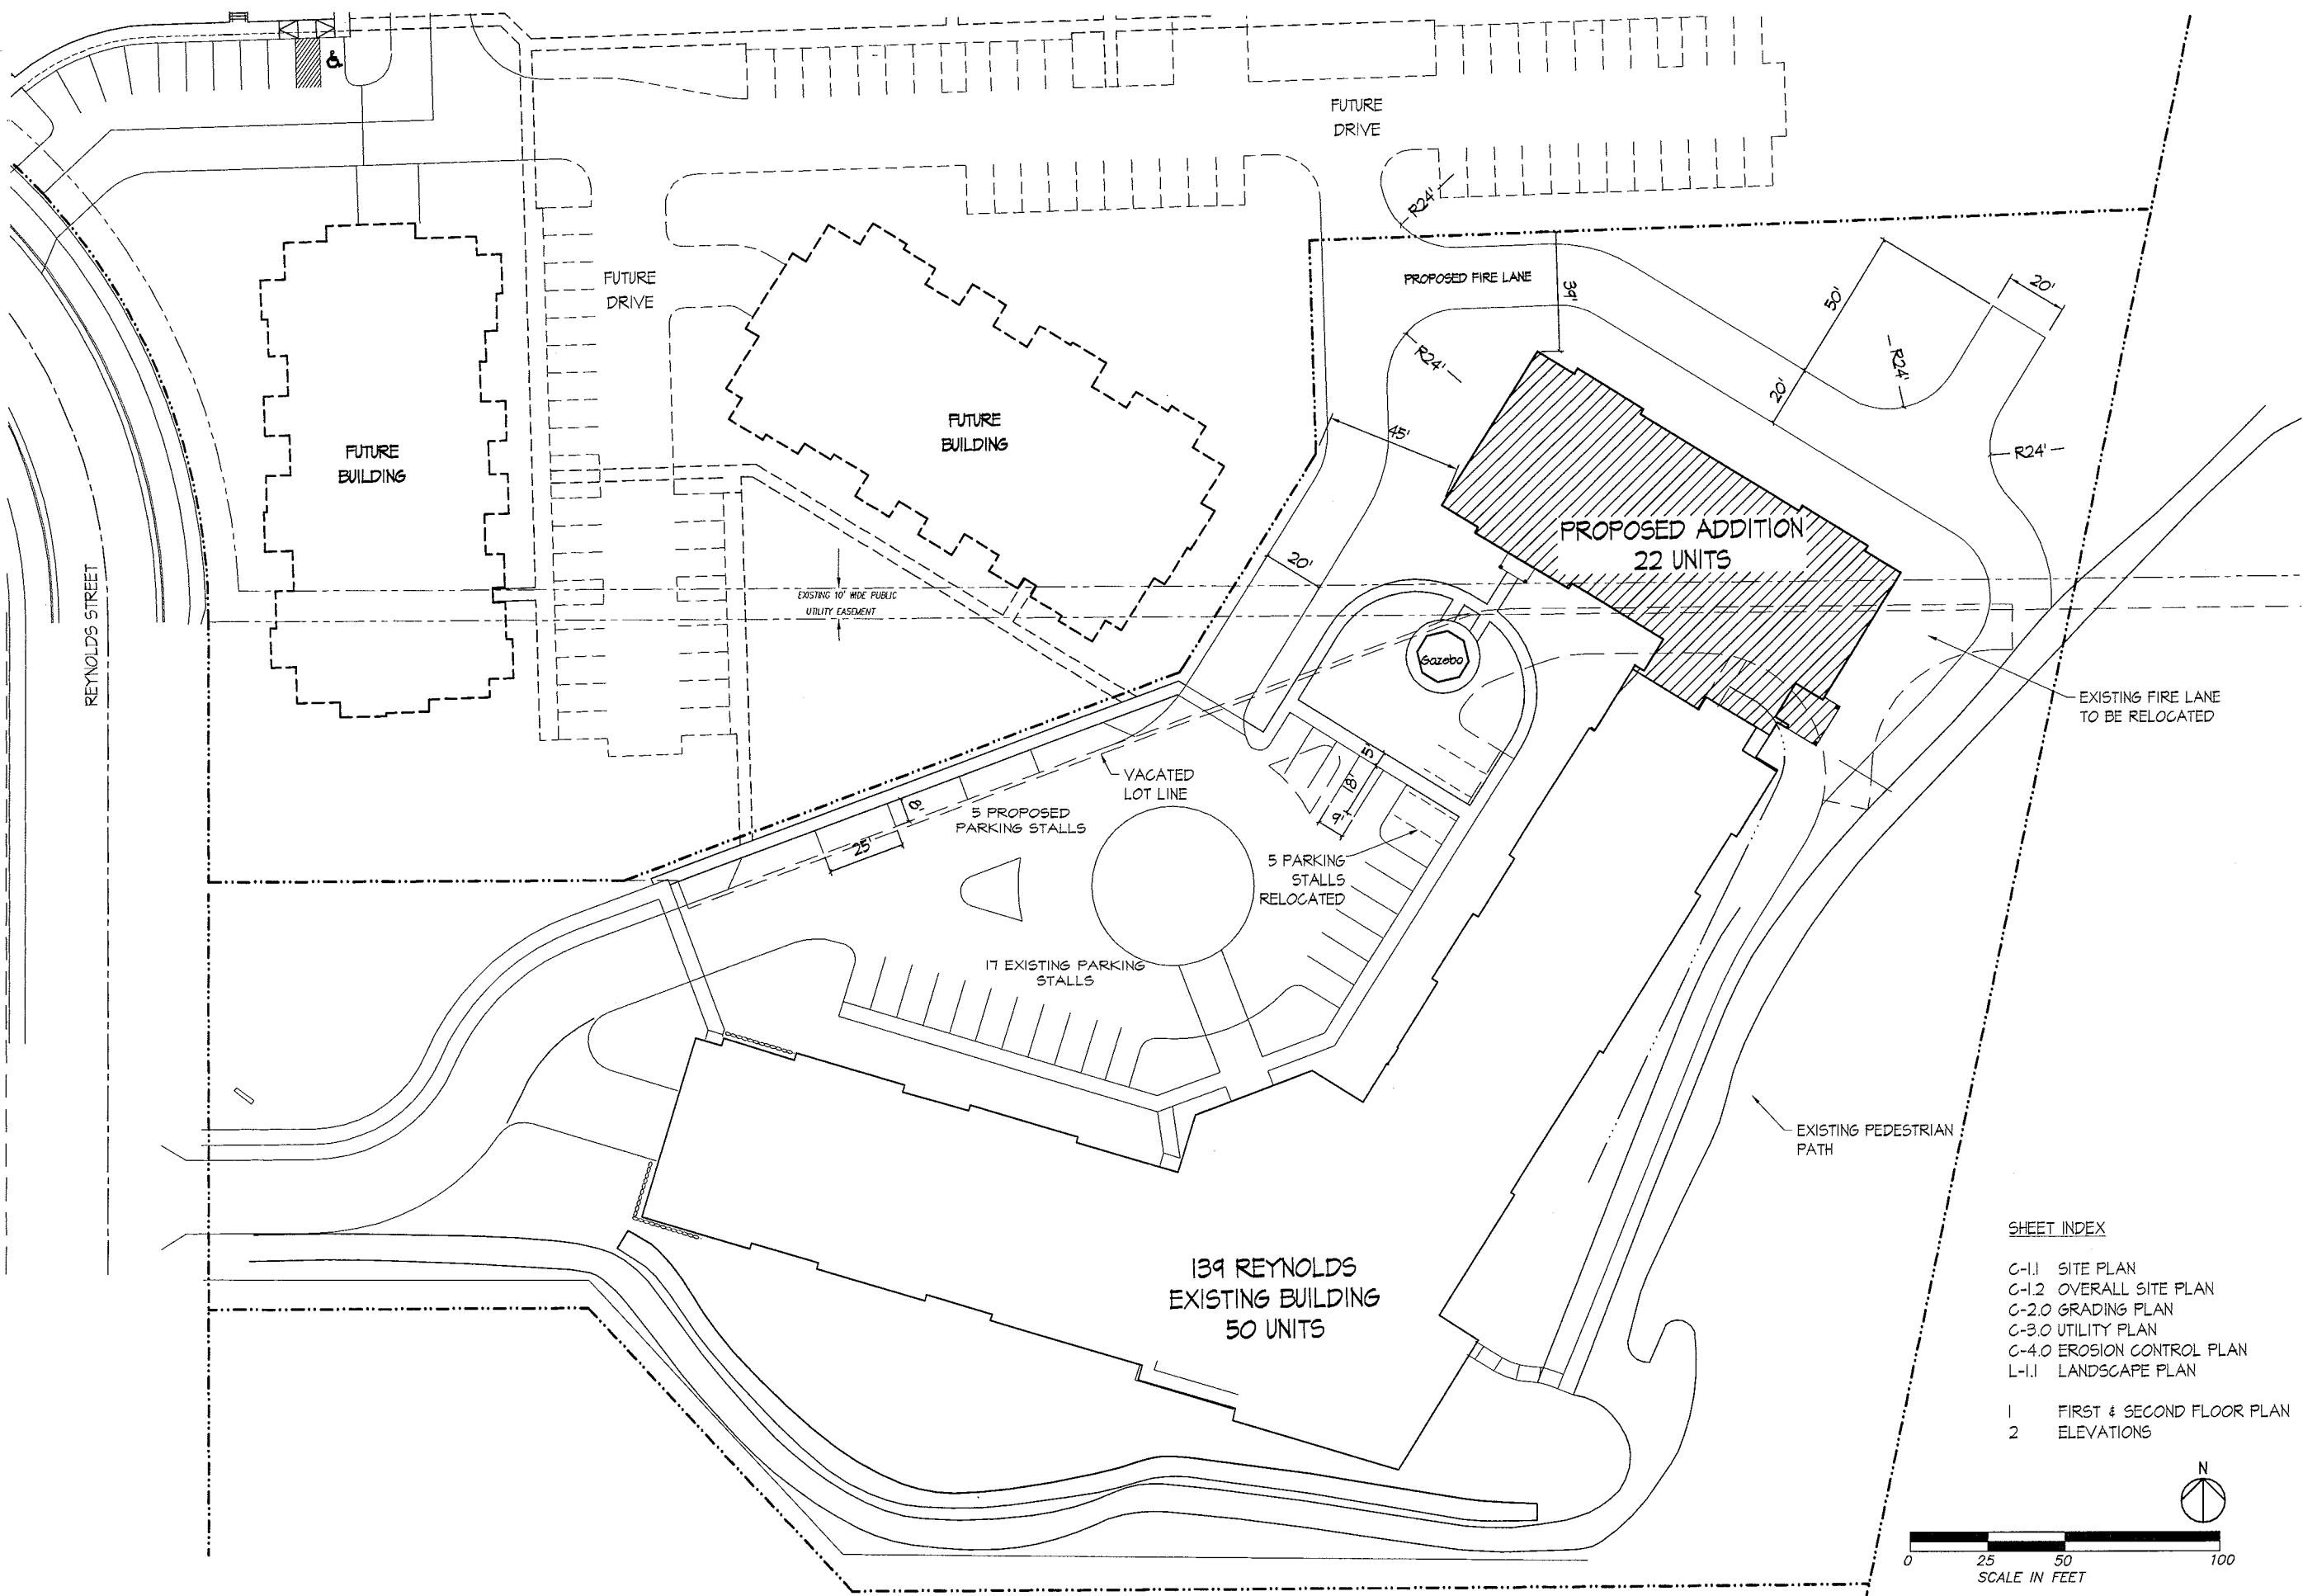 FUTURE
DRIVE
R24'
PROPOSED FIRE LANE
39'
50'
20'
R24'
FUTURE
DRIVE
R24'
20'
45'
R24'
FUTURE
BUILDING
FUTURE
BUILDING
PROPOSED ADDITION
22 UNITS
20'
REYNOLDS STREET
EXISTING 10' WIDE PUBLIC
UTILITY EASEMENT
Gazebo
EXISTING FIRE LANE
TO BE RELOCATED
VACATED
LOT LINE
5'
18'
9'
8'
25'
5 PROPOSED
PARKING STALLS
5 PARKING
STALLS
RELOCATED
17 EXISTING PARKING
STALLS
EXISTING PEDESTRIAN
PATH
139 REYNOLDS
EXISTING BUILDING
50 UNITS
SHEET INDEX
C-1.1 SITE PLAN
C-1.2 OVERALL SITE PLAN
C-2.0 GRADING PLAN
C-3.0 UTILITY PLAN
C-4.0 EROSION CONTROL PLAN
L-1.1 LANDSCAPE PLAN
1 FIRST & SECOND FLOOR PLAN
2 ELEVATIONS
N
0 25 50 100
SCALE IN FEET